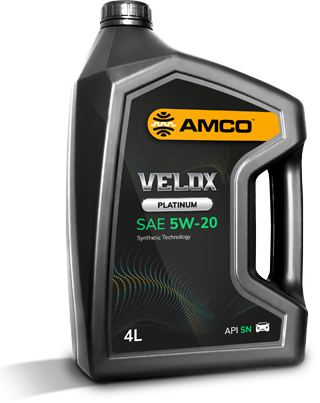 AMCO
VELOX
PLATINUM
SAE 5W-20
Synthetic Technology
4L
API SN